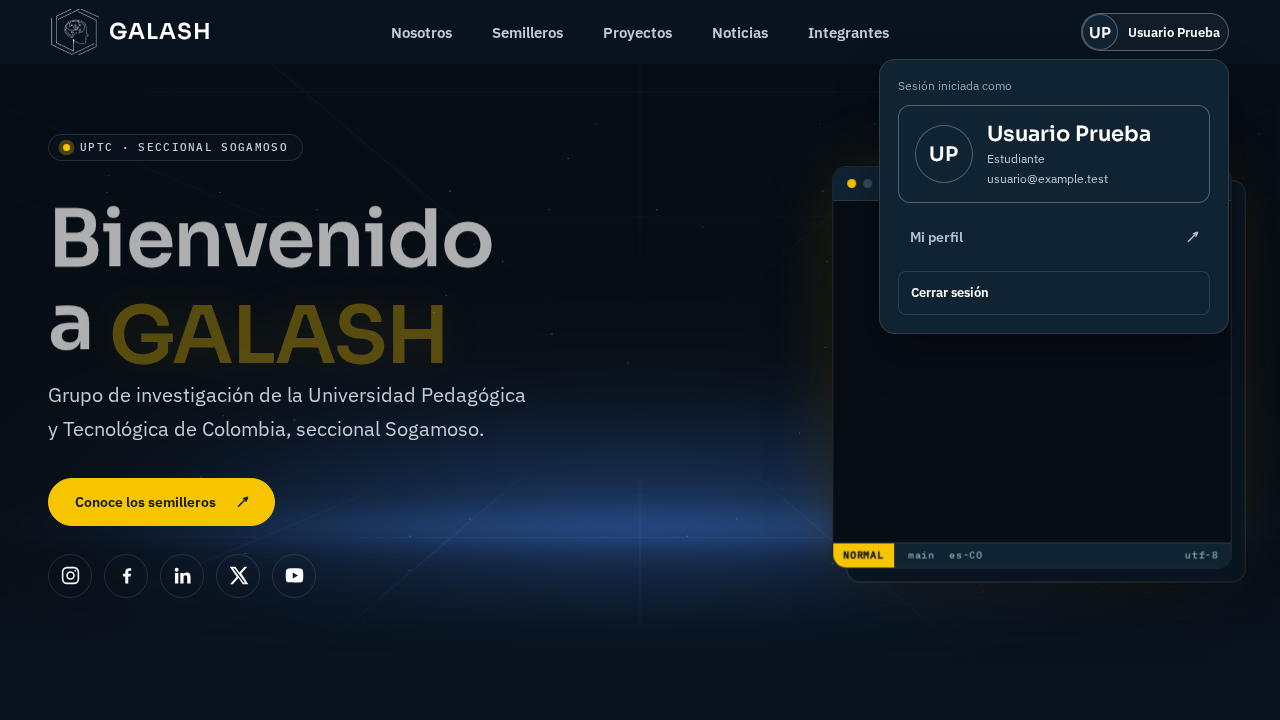 GALASH
Nosotros
Semilleros
Proyectos
Noticias
Integrantes
UP
Usuario Prueba
Sesión iniciada como
UP
Usuario Prueba
Estudiante
usuario@example.test
Mi perfil
Cerrar sesión
UPTC · SECCIONAL SOGAMOSO
Bienvenido
a GALASH
Grupo de investigación de la Universidad Pedagógica
y Tecnológica de Colombia, seccional Sogamoso.
Conoce los semilleros
NORMAL
main
es-CO
utf-8